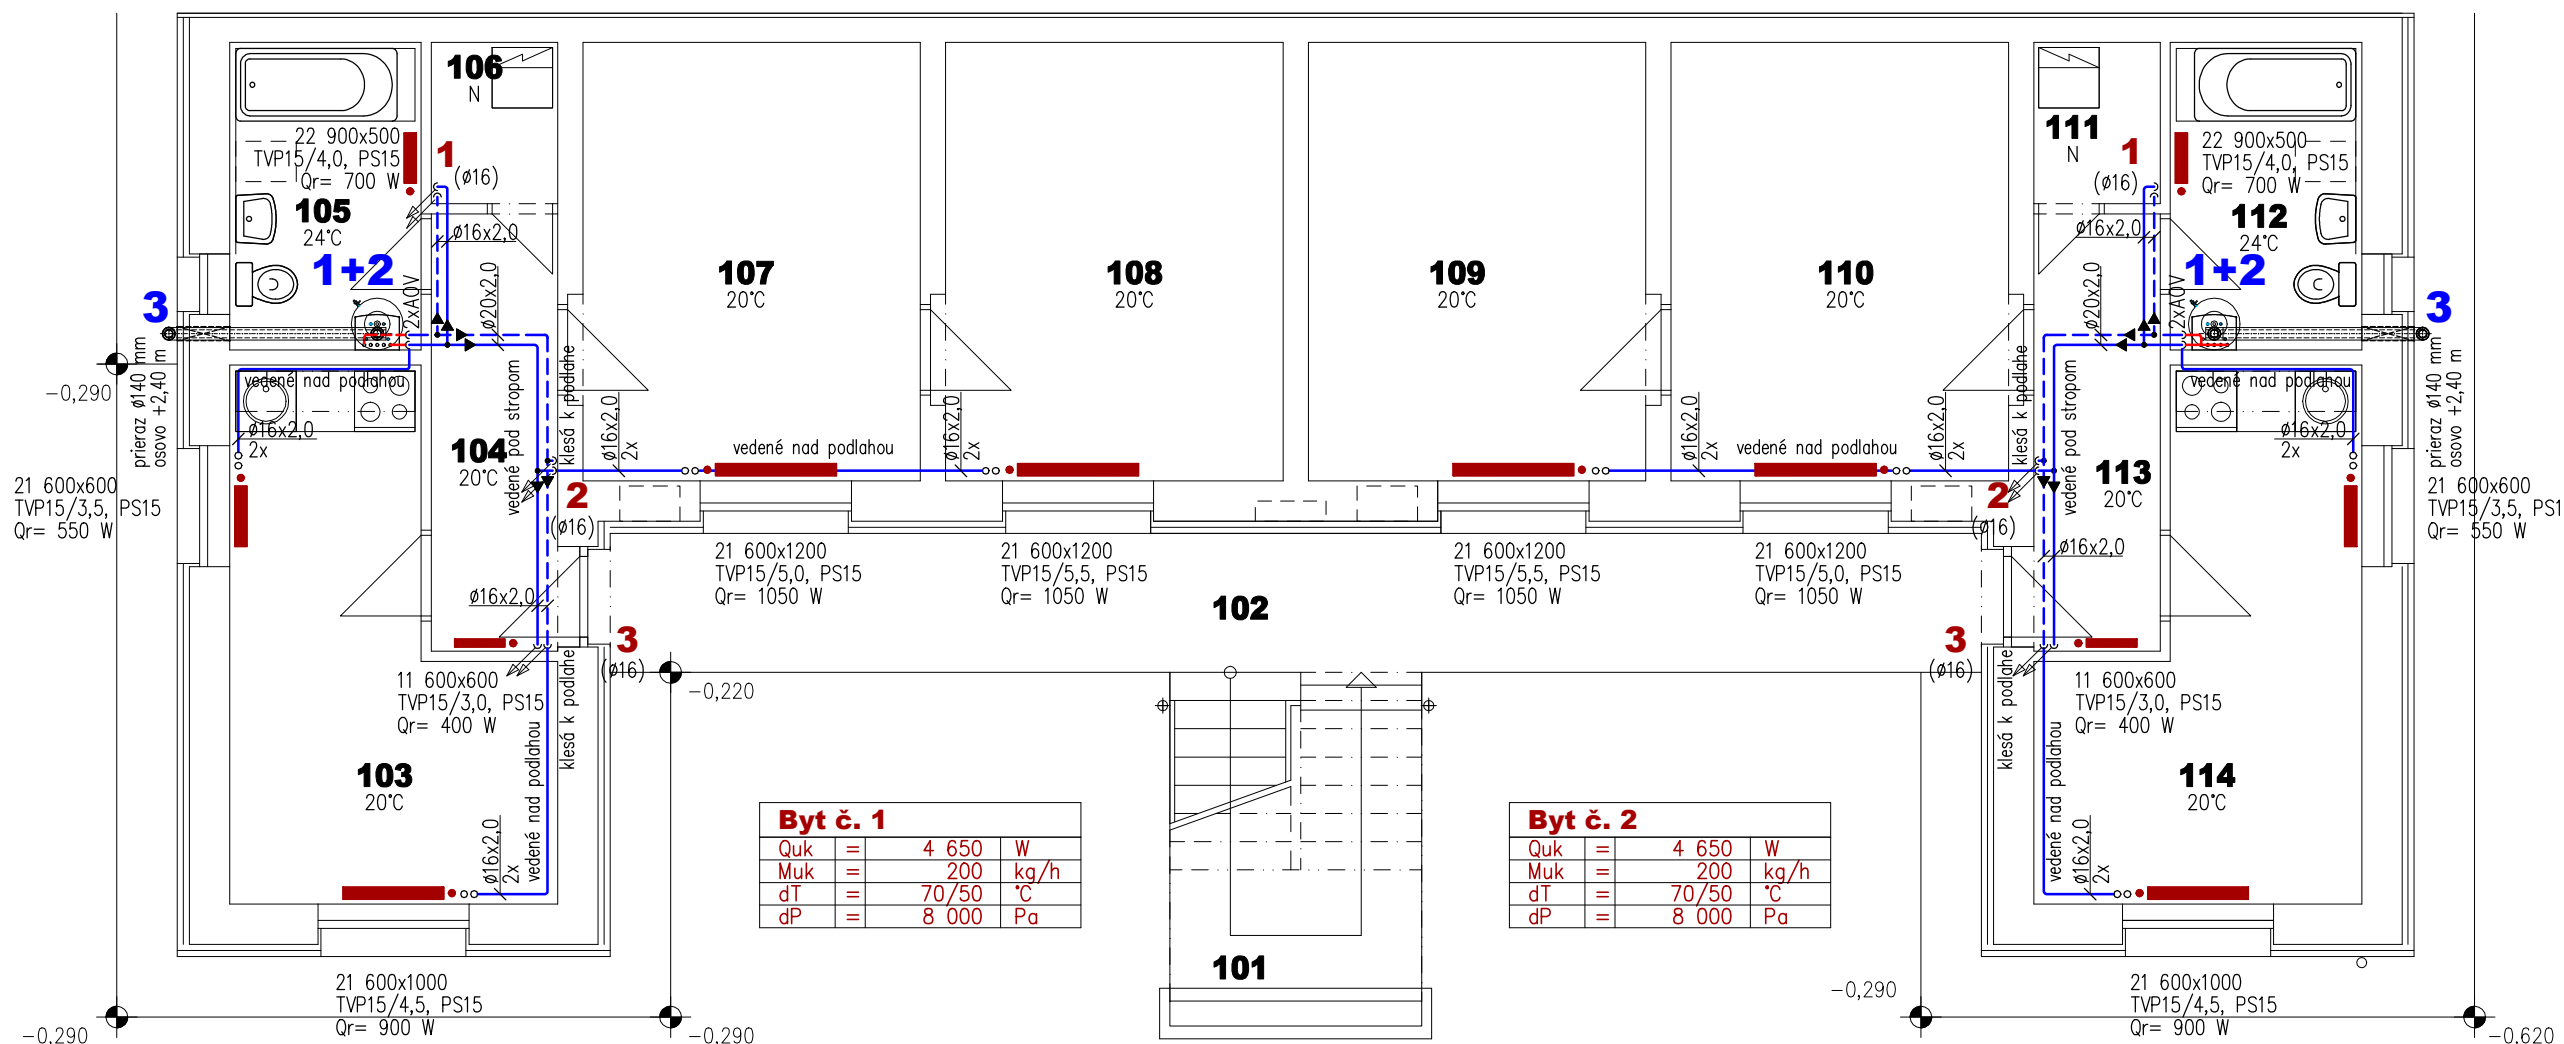 106
N
22 900x500
TVP15/4,0, PS15
Qr= 700 W
1
(ø16)
105
24°C
ø16x2,0
1+2
3
2xAOV
ø20x2,0
prieraz ø140 mm
osovo +2,40 m
-0,290
vedené nad podlahou
ø16x2,0
2x
104
20°C
vedené pod stropom
klesá k podlahe
21 600x600
TVP15/3,5, PS15
Qr= 550 W
2
(ø16)
107
20°C
ø16x2,0
2x
vedené nad podlahou
108
20°C
ø16x2,0
2x
109
20°C
110
20°C
ø16x2,0
2x
vedené nad podlahou
ø16x2,0
2x
111
N
1
(ø16)
22 900x500
TVP15/4,0, PS15
Qr= 700 W
112
24°C
ø16x2,0
1+2
3
2xAOV
ø20x2,0
prieraz ø140 mm
osovo +2,40 m
vedené nad podlahou
ø16x2,0
2x
klesá k podlahe
vedené pod stropom
113
20°C
2
(ø16)
21 600x600
TVP15/3,5, PS1
Qr= 550 W
21 600x1200
TVP15/5,0, PS15
Qr= 1050 W
21 600x1200
TVP15/5,5, PS15
Qr= 1050 W
21 600x1200
TVP15/5,5, PS15
Qr= 1050 W
21 600x1200
TVP15/5,0, PS15
Qr= 1050 W
ø16x2,0
ø16x2,0
102
3
(ø16)
3
(ø16)
-0,220
11 600x600
TVP15/3,0, PS15
Qr= 400 W
klesá k podlahe
vedené nad podlahou
11 600x600
TVP15/3,0, PS15
Qr= 400 W
klesá k podlahe
vedené nad podlahou
103
20°C
114
20°C
ø16x2,0
2x
ø16x2,0
2x
Byt č. 1
Quk = 4 650 W
Muk = 200 kg/h
dT = 70/50 °C
dP = 8 000 Pa
Byt č. 2
Quk = 4 650 W
Muk = 200 kg/h
dT = 70/50 °C
dP = 8 000 Pa
101
21 600x1000
TVP15/4,5, PS15
Qr= 900 W
21 600x1000
TVP15/4,5, PS15
Qr= 900 W
-0,290
-0.290
-0.290
-0.620